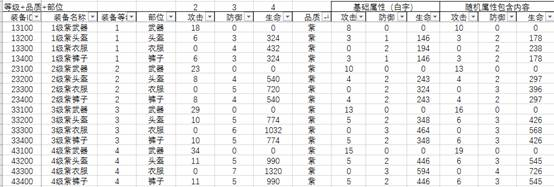 等级+品质+部位 2 3 4 基础属性（白字） 随机属性包含内容
装备ID 装备名称 装备等级 部位 攻击 防御 生命 品质 攻击 防御 生命 攻击 防御 生命
13100 1级紫武器 1 武器 18 0 0 紫 8 0 0 10 0 0
13200 1级紫头盔 1 头盔 6 3 324 紫 3 1 146 3 2 178
13300 1级紫衣服 1 衣服 0 4 432 紫 0 2 194 0 2 238
13400 1级紫裤子 1 裤子 6 3 324 紫 3 1 146 3 2 178
23100 2级紫武器 2 武器 23 0 0 紫 10 0 0 13 0 0
23200 2级紫头盔 2 头盔 8 4 540 紫 4 2 243 4 2 297
23300 2级紫衣服 2 衣服 0 5 720 紫 0 2 324 0 3 396
23400 2级紫裤子 2 裤子 8 4 540 紫 4 2 243 4 2 297
33100 3级紫武器 3 武器 29 0 0 紫 13 0 0 16 0 0
33200 3级紫头盔 3 头盔 10 5 774 紫 5 2 348 6 3 426
33300 3级紫衣服 3 衣服 0 6 1032 紫 0 3 464 0 3 568
33400 3级紫裤子 3 裤子 10 5 774 紫 5 2 348 6 3 426
43100 4级紫武器 4 武器 34 0 0 紫 15 0 0 19 0 0
43200 4级紫头盔 4 头盔 11 5 990 紫 5 2 446 6 3 545
43300 4级紫衣服 4 衣服 0 7 1320 紫 0 3 594 0 4 726
43400 4级紫裤子 4 裤子 11 5 990 紫 5 2 446 6 3 545